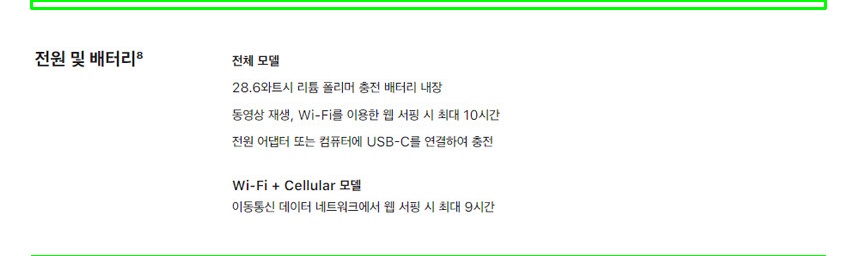 전원 및 배터리⁸
전체 모델
28.6와트시 리튬 폴리머 충전 배터리 내장
동영상 재생, Wi-Fi를 이용한 웹 서핑 시 최대 10시간
전원 어댑터 또는 컴퓨터에 USB-C를 연결하여 충전
Wi-Fi + Cellular 모델
이동통신 데이터 네트워크에서 웹 서핑 시 최대 9시간